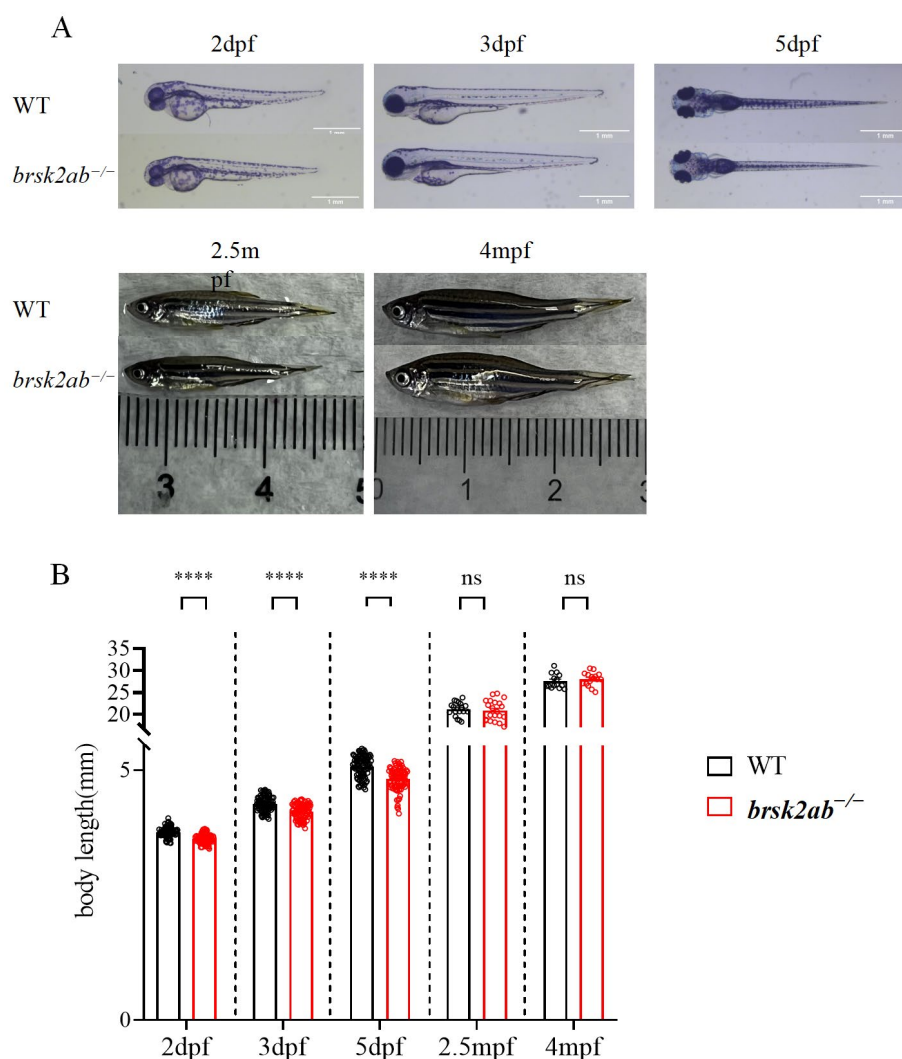 A
2dpf 3dpf 5dpf
WT
1 mm 1 mm 1 mm
brsk2ab−/−
1 mm 1 mm 1 mm
2.5m 4mpf
pf
WT
brsk2ab−/−
3 4 5 0 1 2 3
B
**** **** **** ns ns
35
30
25
20
5
0
body length(mm)
2dpf 3dpf 5dpf 2.5mpf 4mpf
WT
brsk2ab−/−